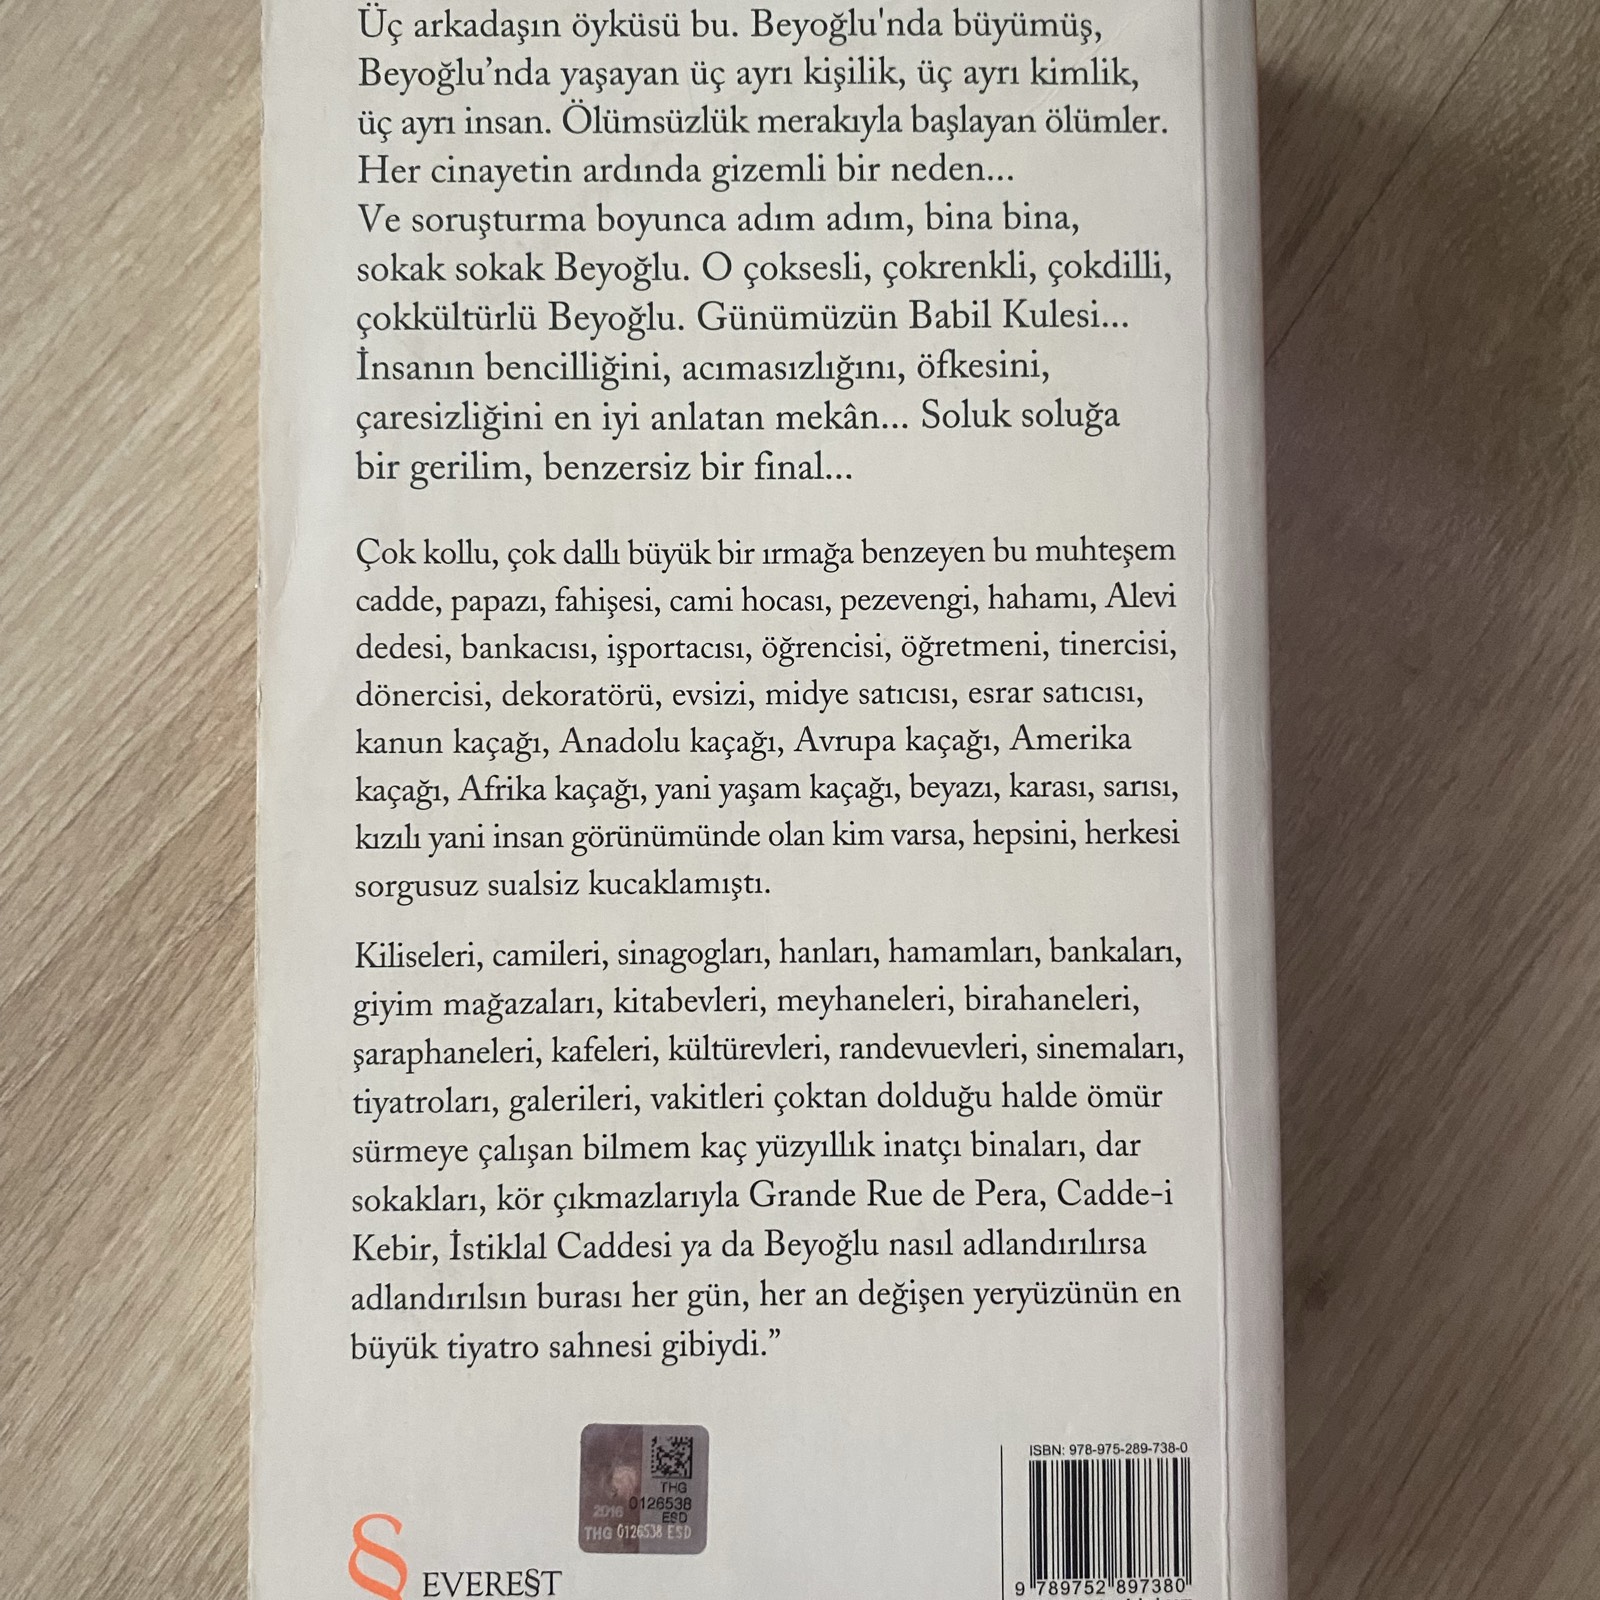 Üç arkadaşın öyküsü bu. Beyoğlu'nda büyümüş,
Beyoğlu'nda yaşayan üç ayrı kişilik, üç ayrı kimlik,
üç ayrı insan. Ölümsüzlük merakıyla başlayan ölümler.
Her cinayetin ardında gizemli bir neden...
Ve soruşturma boyunca adım adım, bina bina,
sokak sokak Beyoğlu. O çoksesli, çokrenkli, çokdilli,
çokkültürlü Beyoğlu. Günümüzün Babil Kulesi...
İnsanın bencilliğini, acımasızlığını, öfkesini,
çaresizliğini en iyi anlatan mekân... Soluk soluğa
bir gerilim, benzersiz bir final...
Çok kollu, çok dallı büyük bir ırmağa benzeyen bu muhteşem
cadde, papazı, fahişesi, cami hocası, pezevengi, hahamı, Alevi
dedesi, bankacısı, işportacısı, öğrencisi, öğretmeni, tinercisi,
dönercisi, dekoratörü, evsizi, midye satıcısı, esrar satıcısı,
kanun kaçağı, Anadolu kaçağı, Avrupa kaçağı, Amerika
kaçağı, Afrika kaçağı, yani yaşam kaçağı, beyazı, karası, sarısı,
kızılı yani insan görünümünde olan kim varsa, hepsini, herkesi
sorgusuz sualsiz kucaklamıştı.
Kiliseleri, camileri, sinagogları, hanları, hamamları, bankaları,
giyim mağazaları, kitabevleri, meyhaneleri, birahaneleri,
şaraphaneleri, kafeleri, kültürevleri, randevuevleri, sinemaları,
tiyatroları, galerileri, vakitleri çoktan dolduğu halde ömür
sürmeye çalışan bilmem kaç yüzyıllık inatçı binaları, dar
sokakları, kör çıkmazlarıyla Grande Rue de Pera, Cadde-i
Kebir, İstiklal Caddesi ya da Beyoğlu nasıl adlandırılırsa
adlandırılsın burası her gün, her an değişen yeryüzünün en
büyük tiyatro sahnesi gibiydi.”
THG
2016 0126538
ESD
THG 0126538 ESD
EVEREST
ISBN: 978-975-289-738-0
9 789752 897380